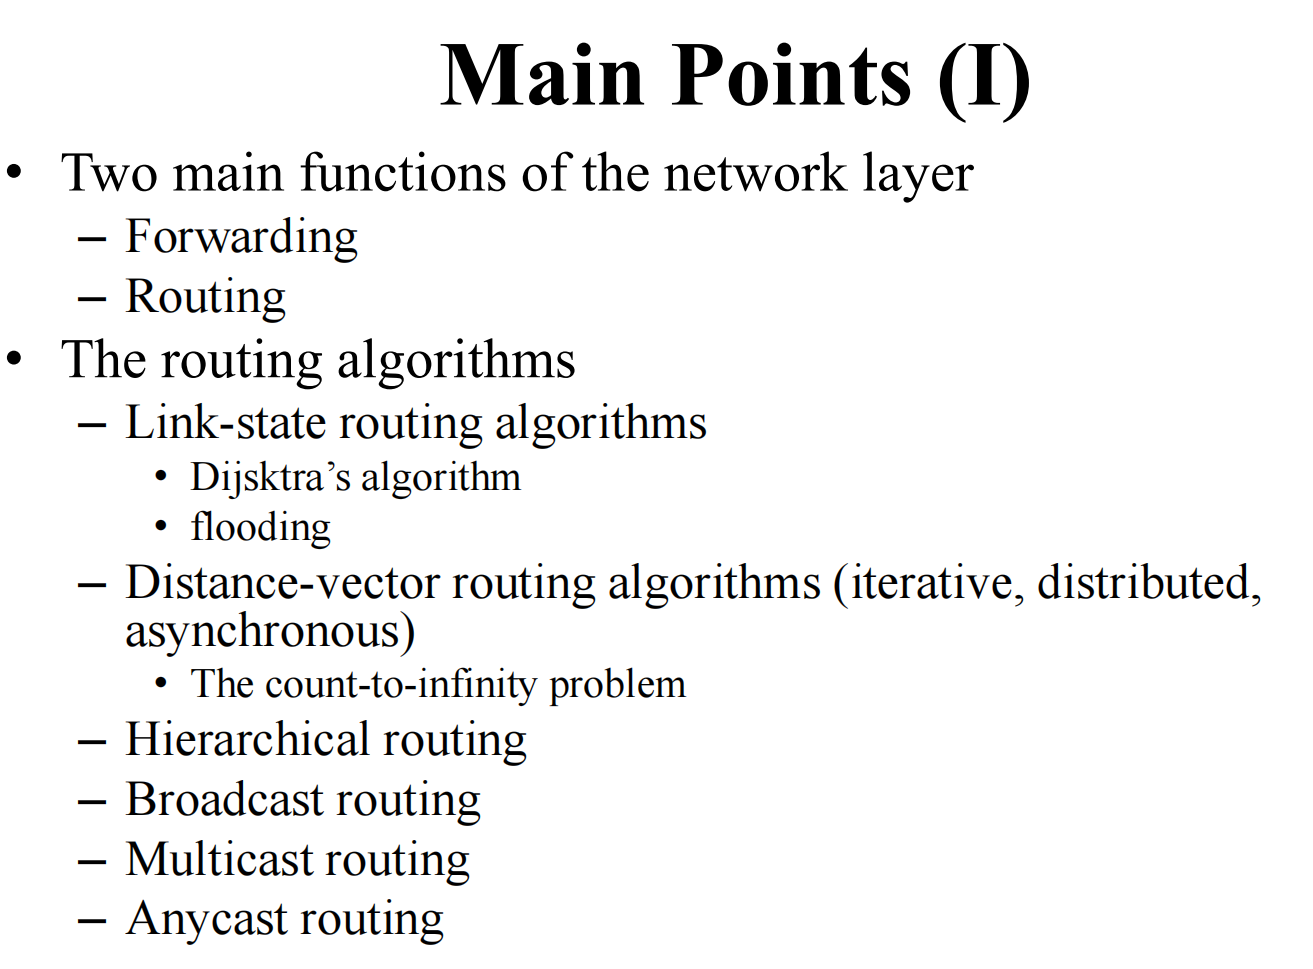 Main Points (I)
• Two main functions of the network layer
– Forwarding
– Routing
• The routing algorithms
– Link-state routing algorithms
• Dijsktra’s algorithm
• flooding
– Distance-vector routing algorithms (iterative, distributed,
asynchronous)
• The count-to-infinity problem
– Hierarchical routing
– Broadcast routing
– Multicast routing
– Anycast routing